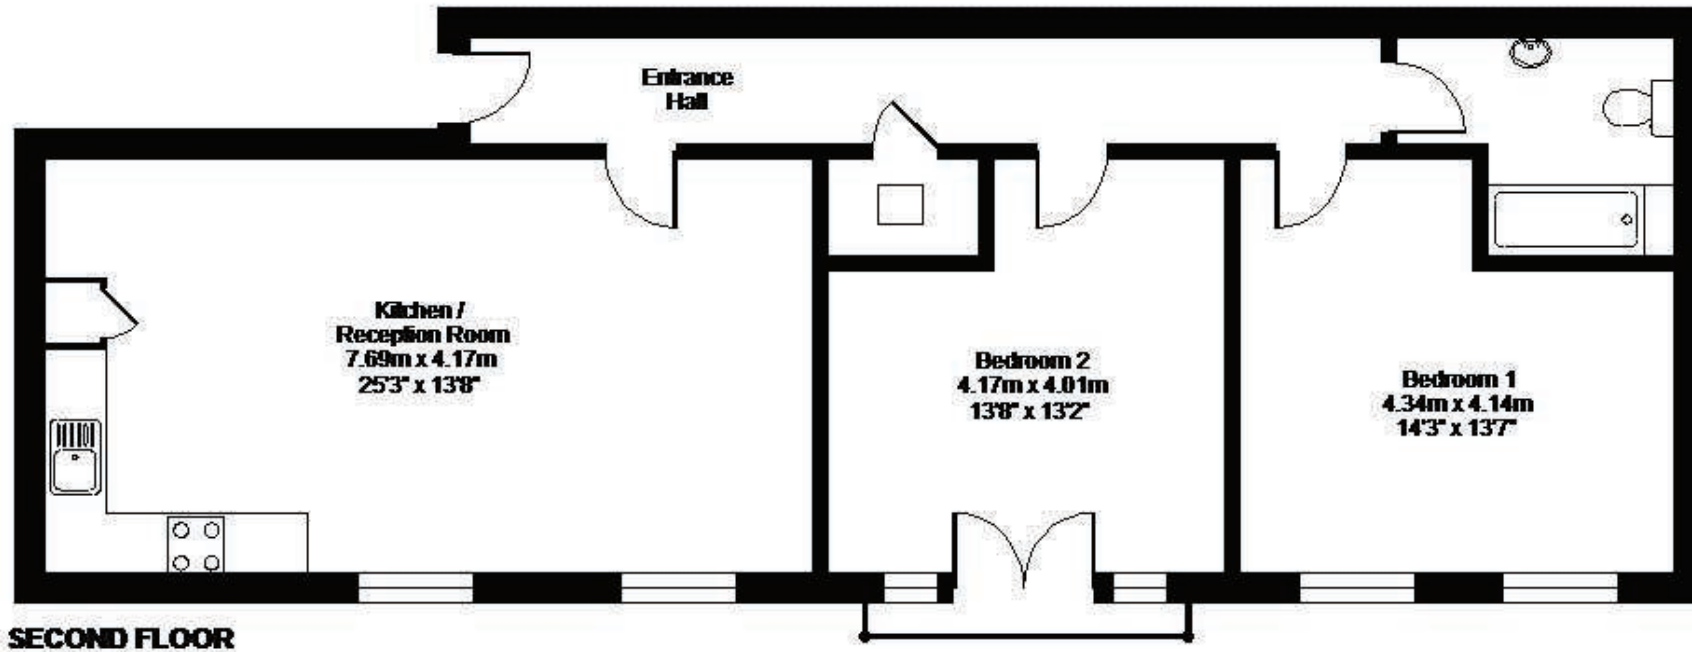 Entrance
Hall
Kitchen /
Reception Room
7.69m x 4.17m
25'3" x 13'8"
Bedroom 2
4.17m x 4.01m
13'8" x 13'2"
Bedroom 1
4.34m x 4.14m
14'3" x 13'7"
SECOND FLOOR